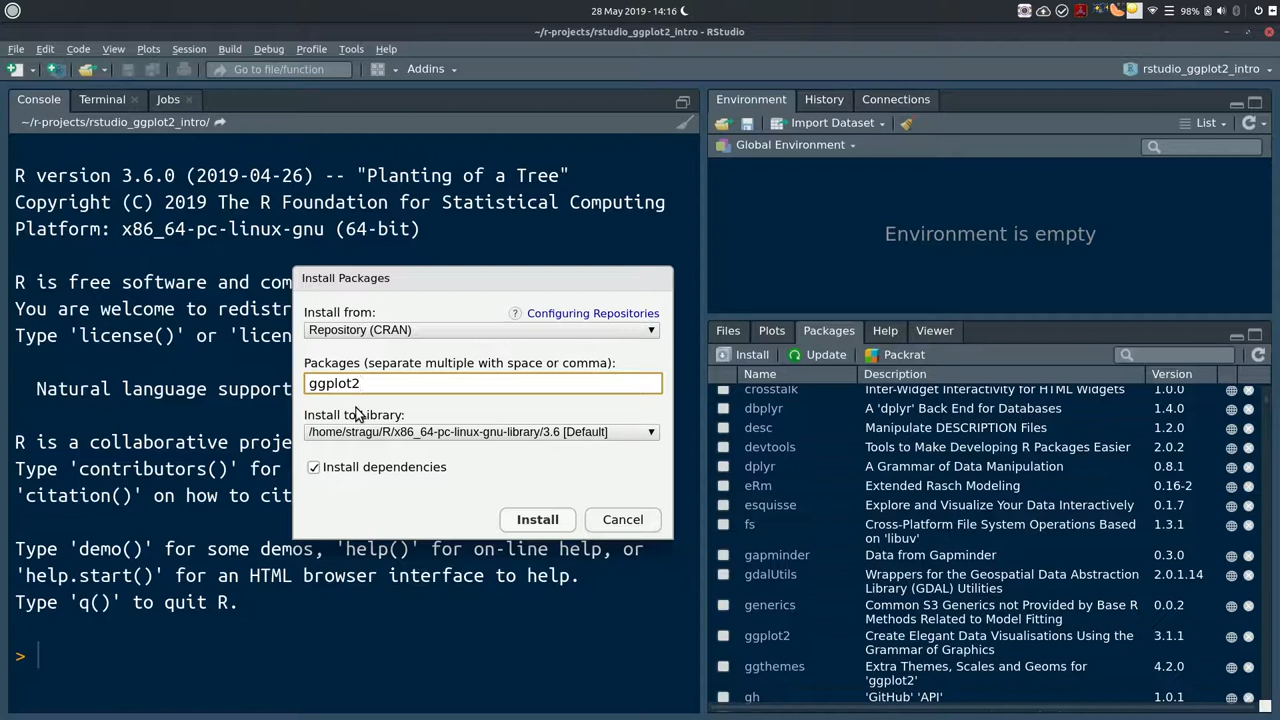 28 May 2019 - 14:16
98%
~/r-projects/rstudio_ggplot2_intro - RStudio
File Edit Code View Plots Session Build Debug Profile Tools Help
Go to file/function Addins rstudio_ggplot2_intro
Console Terminal Jobs
~/r-projects/rstudio_ggplot2_intro/
R version 3.6.0 (2019-04-26) -- "Planting of a Tree"
Copyright (C) 2019 The R Foundation for Statistical Computing
Platform: x86_64-pc-linux-gnu (64-bit)
R is free software and com
You are welcome to redistr
Type 'license()' or 'licen
Natural language support
R is a collaborative proje
Type 'contributors()' for
'citation()' on how to cit
Type 'demo()' for some demos, 'help()' for on-line help, or
'help.start()' for an HTML browser interface to help.
Type 'q()' to quit R.
>
Install Packages
Install from:
? Configuring Repositories
Repository (CRAN)
Packages (separate multiple with space or comma):
ggplot2
Install to Library:
/home/stragu/R/x86_64-pc-linux-gnu-library/3.6 [Default]
Install dependencies
Install Cancel
Environment History Connections
Import Dataset List
Global Environment
Environment is empty
Files Plots Packages Help Viewer
Install Update Packrat
Name Description Version
crosstalk Inter-Widget Interactivity for HTML Widgets 1.0.0
dbplyr A 'dplyr' Back End for Databases 1.4.0
desc Manipulate DESCRIPTION Files 1.2.0
devtools Tools to Make Developing R Packages Easier 2.0.2
dplyr A Grammar of Data Manipulation 0.8.1
eRm Extended Rasch Modeling 0.16-2
esquisse Explore and Visualize Your Data Interactively 0.1.7
fs Cross-Platform File System Operations Based 1.3.1
on 'libuv'
gapminder Data from Gapminder 0.3.0
gdalUtils Wrappers for the Geospatial Data Abstraction 2.0.1.14
Library (GDAL) Utilities
generics Common S3 Generics not Provided by Base R 0.0.2
Methods Related to Model Fitting
ggplot2 Create Elegant Data Visualisations Using the 3.1.1
Grammar of Graphics
ggthemes Extra Themes, Scales and Geoms for 4.2.0
'ggplot2'
gh 'GitHub' 'API' 1.0.1